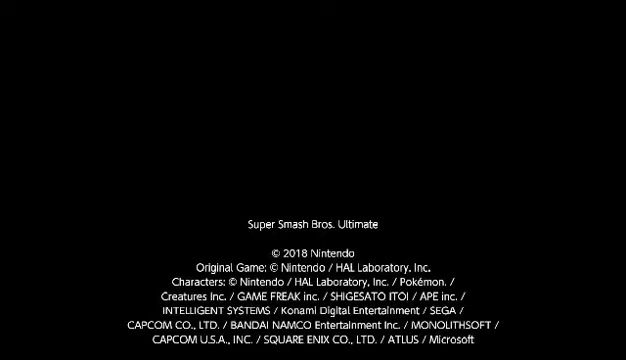 Super Smash Bros. Ultimate
© 2018 Nintendo
Original Game: © Nintendo / HAL Laboratory, Inc.
Characters: © Nintendo / HAL Laboratory, Inc. / Pokémon. /
Creatures Inc. / GAME FREAK inc. / SHIGESATO ITOI / APE inc. /
INTELLIGENT SYSTEMS / Konami Digital Entertainment / SEGA /
CAPCOM CO., LTD. / BANDAI NAMCO Entertainment Inc. / MONOLITHSOFT /
CAPCOM U.S.A., INC. / SQUARE ENIX CO., LTD. / ATLUS / Microsoft